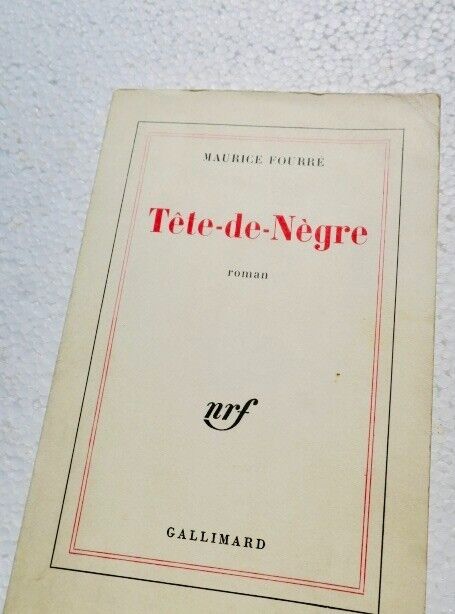 MAURICE FOURRÉ
Tête-de-Nègre
roman
nrf
GALLIMARD